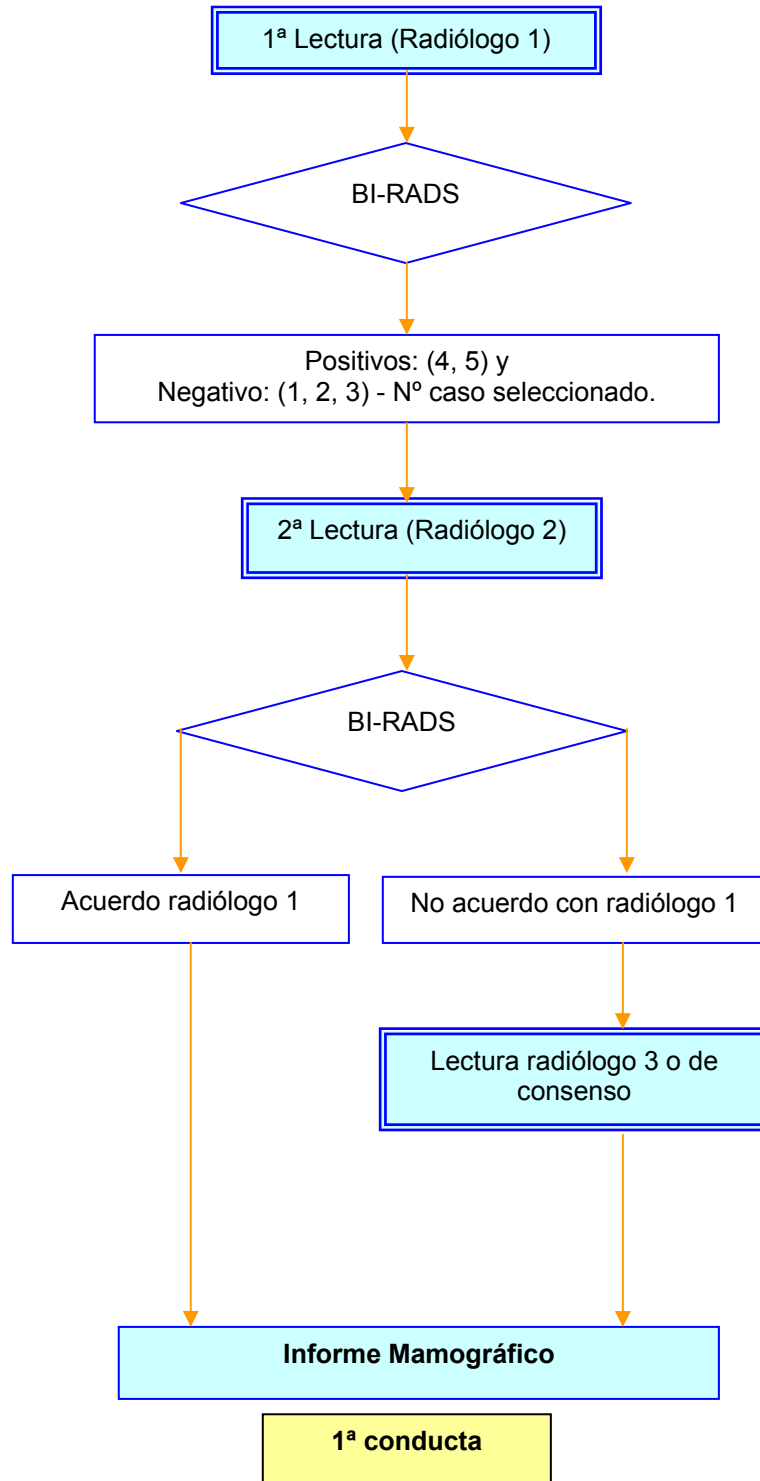 1ª Lectura (Radiólogo 1)
BI-RADS
Positivos: (4, 5) y
Negativo: (1, 2, 3) - Nº caso seleccionado.
2ª Lectura (Radiólogo 2)
BI-RADS
Acuerdo radiólogo 1
No acuerdo con radiólogo 1
Lectura radiólogo 3 o de
consenso
Informe Mamográfico
1ª conducta